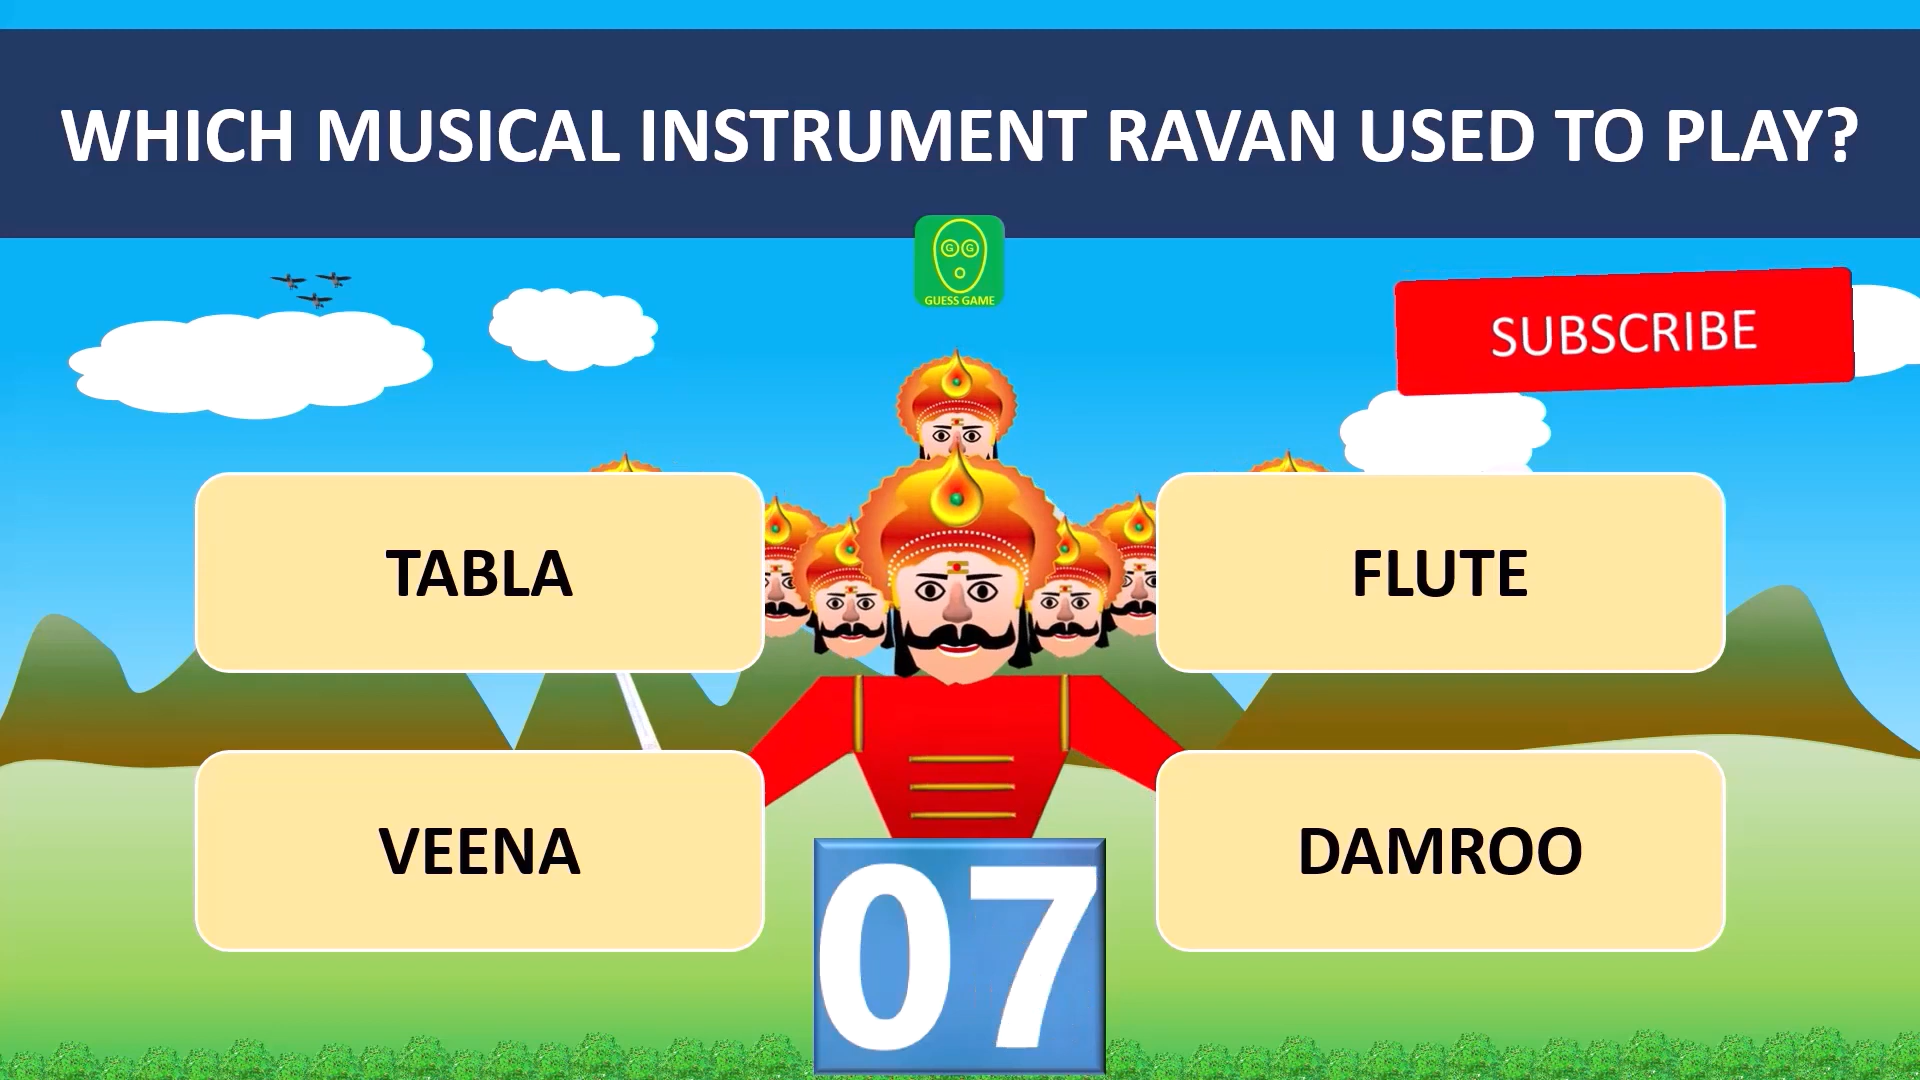 WHICH MUSICAL INSTRUMENT RAVAN USED TO PLAY?
G G
GUESS GAME
SUBSCRIBE
TABLA
FLUTE
VEENA
DAMROO
07